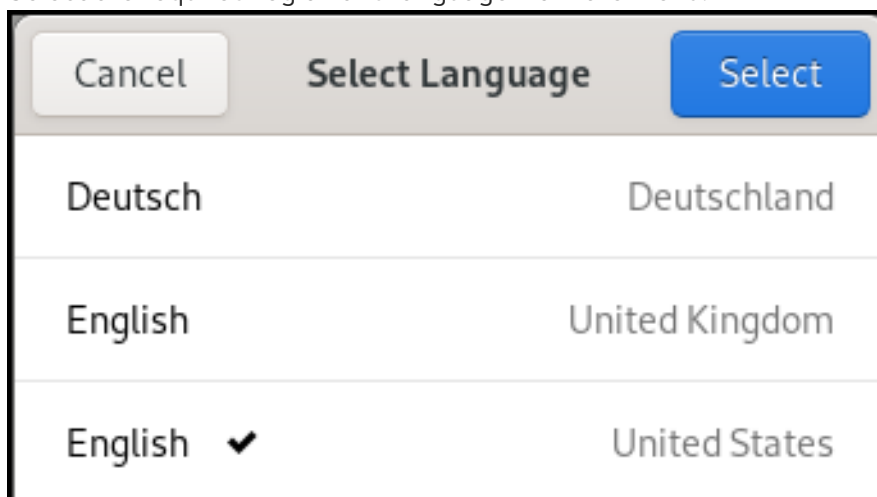 Cancel Select Language Select
Deutsch Deutschland
English United Kingdom
English ✔ United States